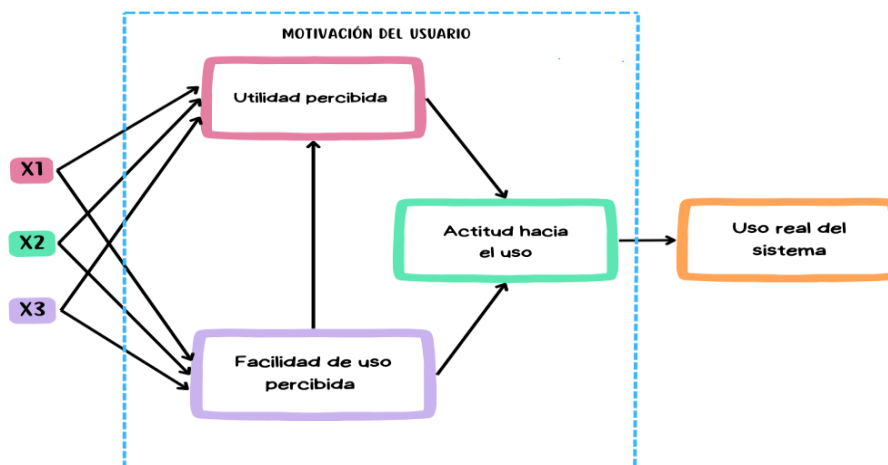 MOTIVACIÓN DEL USUARIO
Utilidad percibida
X1
X2
X3
Actitud hacia
el uso
Uso real del
sistema
Facilidad de uso
percibida